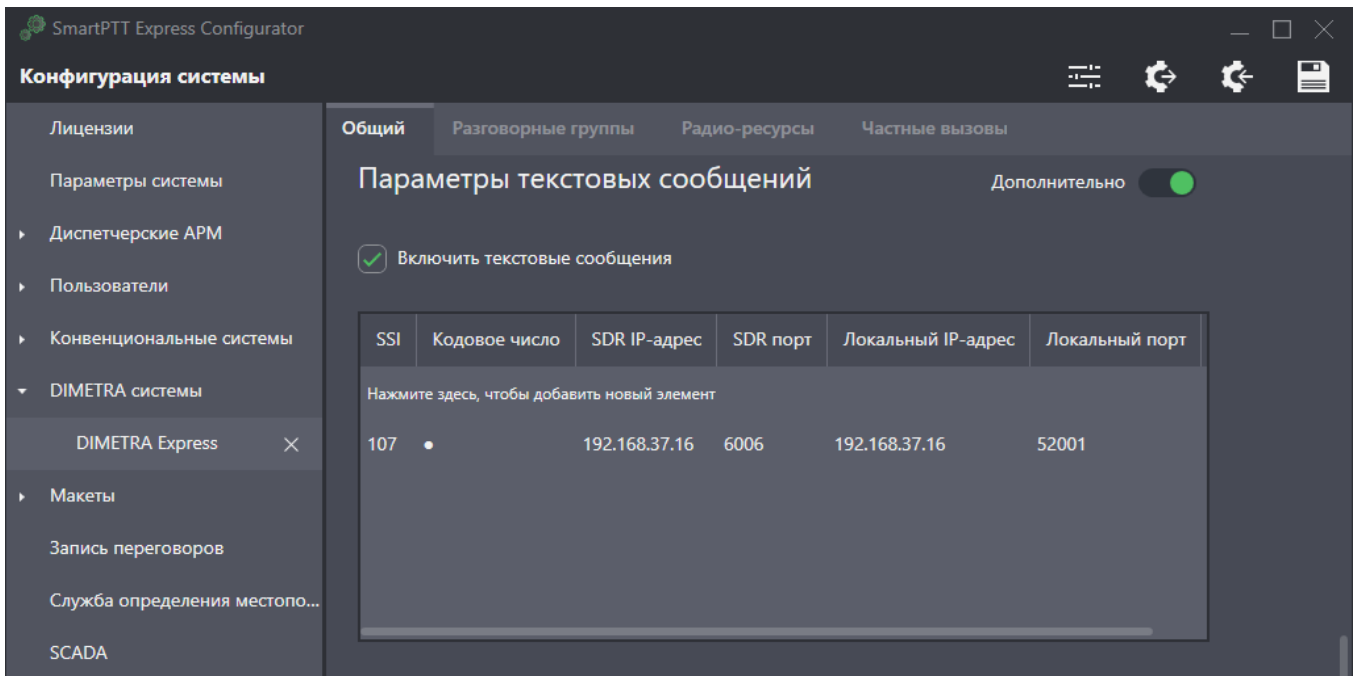 SmartPTT Express Configurator
Конфигурация системы
Лицензии
Параметры системы
Диспетчерские АРМ
Пользователи
Конвенциональные системы
DIMETRA системы
DIMETRA Express
Макеты
Запись переговоров
Служба определения местопо...
SCADA
Общий Разговорные группы Радио-ресурсы Частные вызовы
Параметры текстовых сообщений Дополнительно
Включить текстовые сообщения
SSI Кодовое число SDR IP-адрес SDR порт Локальный IP-адрес Локальный порт
Нажмите здесь, чтобы добавить новый элемент
107 ● 192.168.37.16 6006 192.168.37.16 52001